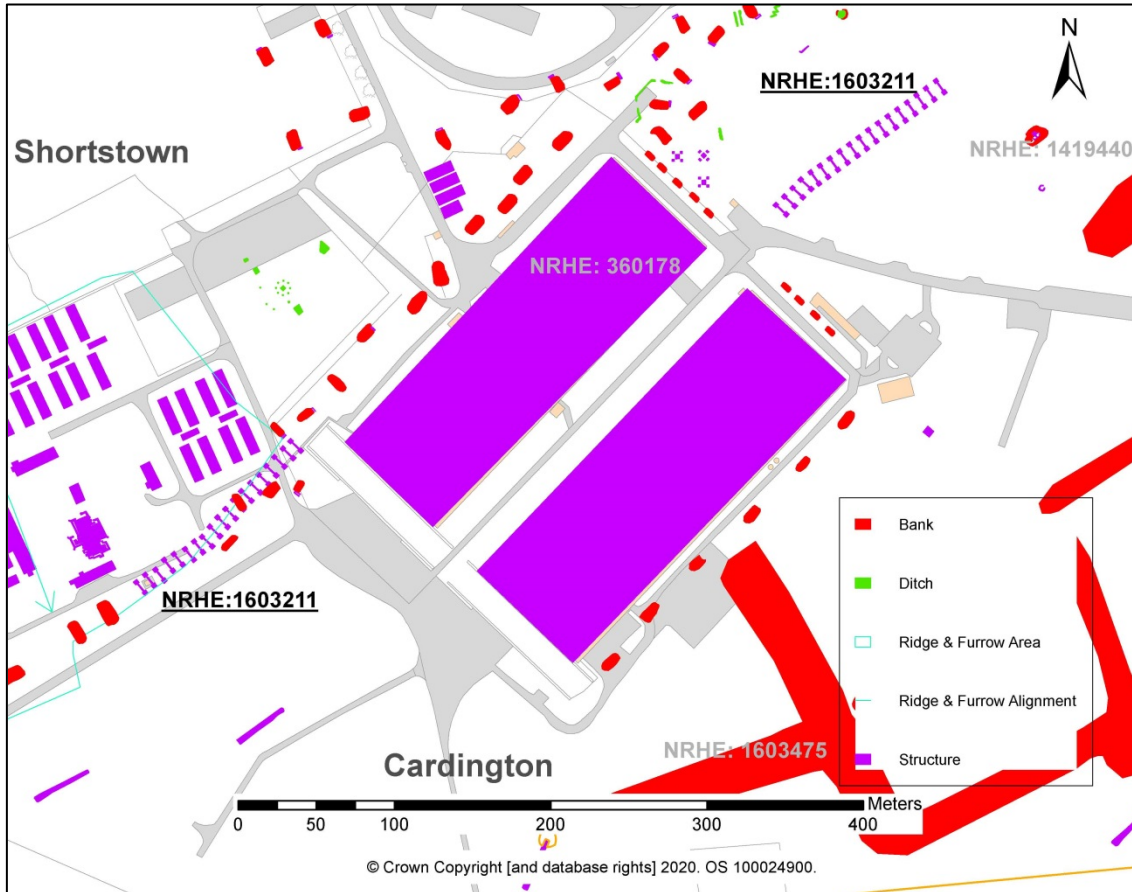 N
NRHE:1603211
Shortstown
NRHE: 1419440
NRHE: 360178
Bank
Ditch
Ridge & Furrow Area
NRHE:1603211
Ridge & Furrow Alignment
NRHE: 1603475
Structure
Cardington
Meters
0 50 100 200 300 400
© Crown Copyright [and database rights] 2020. OS 100024900.